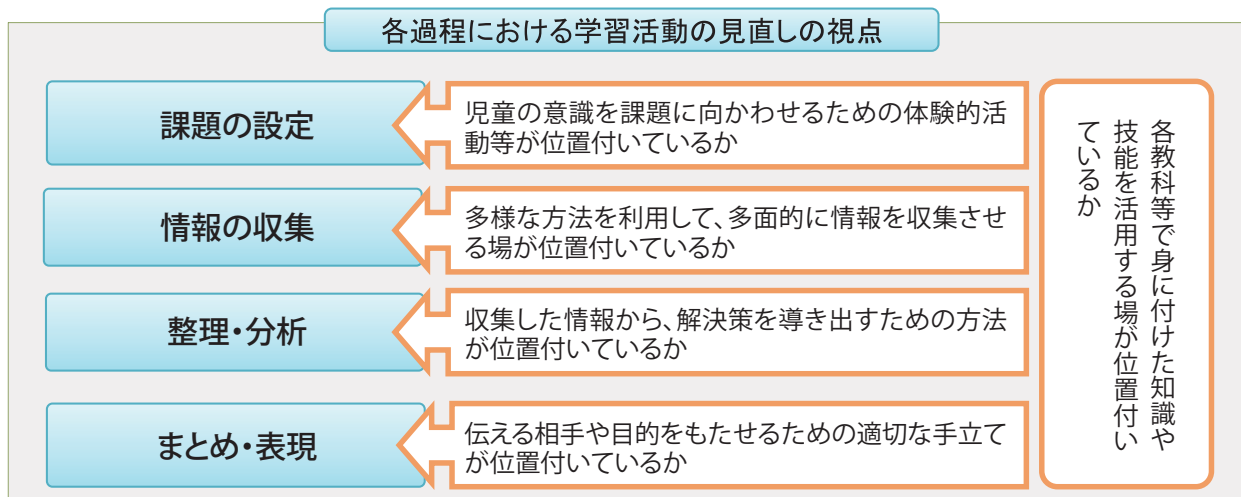 各過程における学習活動の見直しの視点
課題の設定
児童の意識を課題に向かわせるための体験的活
動等が位置付いているか
情報の収集
多様な方法を利用して、多面的に情報を収集させ
る場が位置付いているか
整理・分析
収集した情報から、解決策を導き出すための方法
が位置付いているか
まとめ・表現
伝える相手や目的をもたせるための適切な手立て
が位置付いているか
各教科等で身に付けた知識や
技能を活用する場が位置付い
ているか